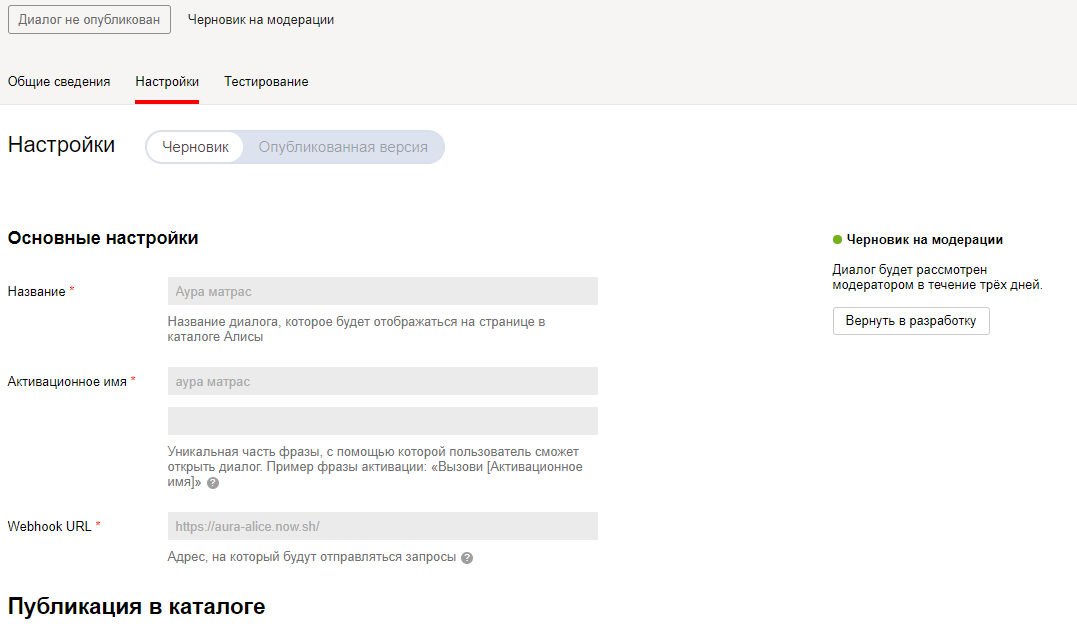 Диалог не опубликован Черновик на модерации
Общие сведения Настройки Тестирование
Настройки Черновик Опубликованная версия
Основные настройки
Название * Аура матрас
Название диалога, которое будет отображаться на странице в
каталоге Алисы
Активационное имя * аура матрас
Уникальная часть фразы, с помощью которой пользователь сможет
открыть диалог. Пример фразы активации: «Вызови [Активационное
имя]» ?
Webhook URL * https://aura-alice.now.sh/
Адрес, на который будут отправляться запросы ?
Публикация в каталоге
Черновик на модерации
Диалог будет рассмотрен
модератором в течение трёх дней.
Вернуть в разработку